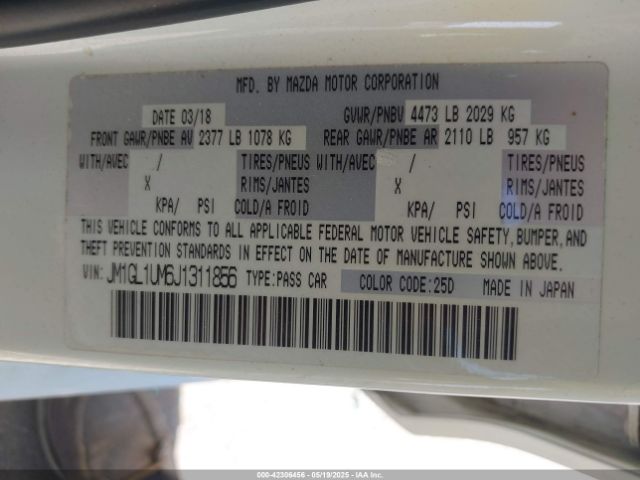 MFD. BY MAZDA MOTOR CORPORATION
DATE 03/18 GVWR/PNBV 4473 LB 2029 KG
FRONT GAWR/PNBE AV 2377 LB 1078 KG REAR GAWR/PNBE AR 2110 LB 957 KG
WITH/AVEC / TIRES/PNEUS WITH/AVEC / TIRES/PNEUS
X RIMS/JANTES X RIMS/JANTES
KPA/ PSI COLD/A FROID KPA/ PSI COLD/A FROID
THIS VEHICLE CONFORMS TO ALL APPLICABLE FEDERAL MOTOR VEHICLE SAFETY, BUMPER, AND
THEFT PREVENTION STANDARDS IN EFFECT ON THE DATE OF MANUFACTURE SHOWN ABOVE.
VIN: JM1GL1UM6J1311856 TYPE:PASS CAR COLOR CODE:25D MADE IN JAPAN
000-42306456 - 05/19/2025 - IAA Inc.